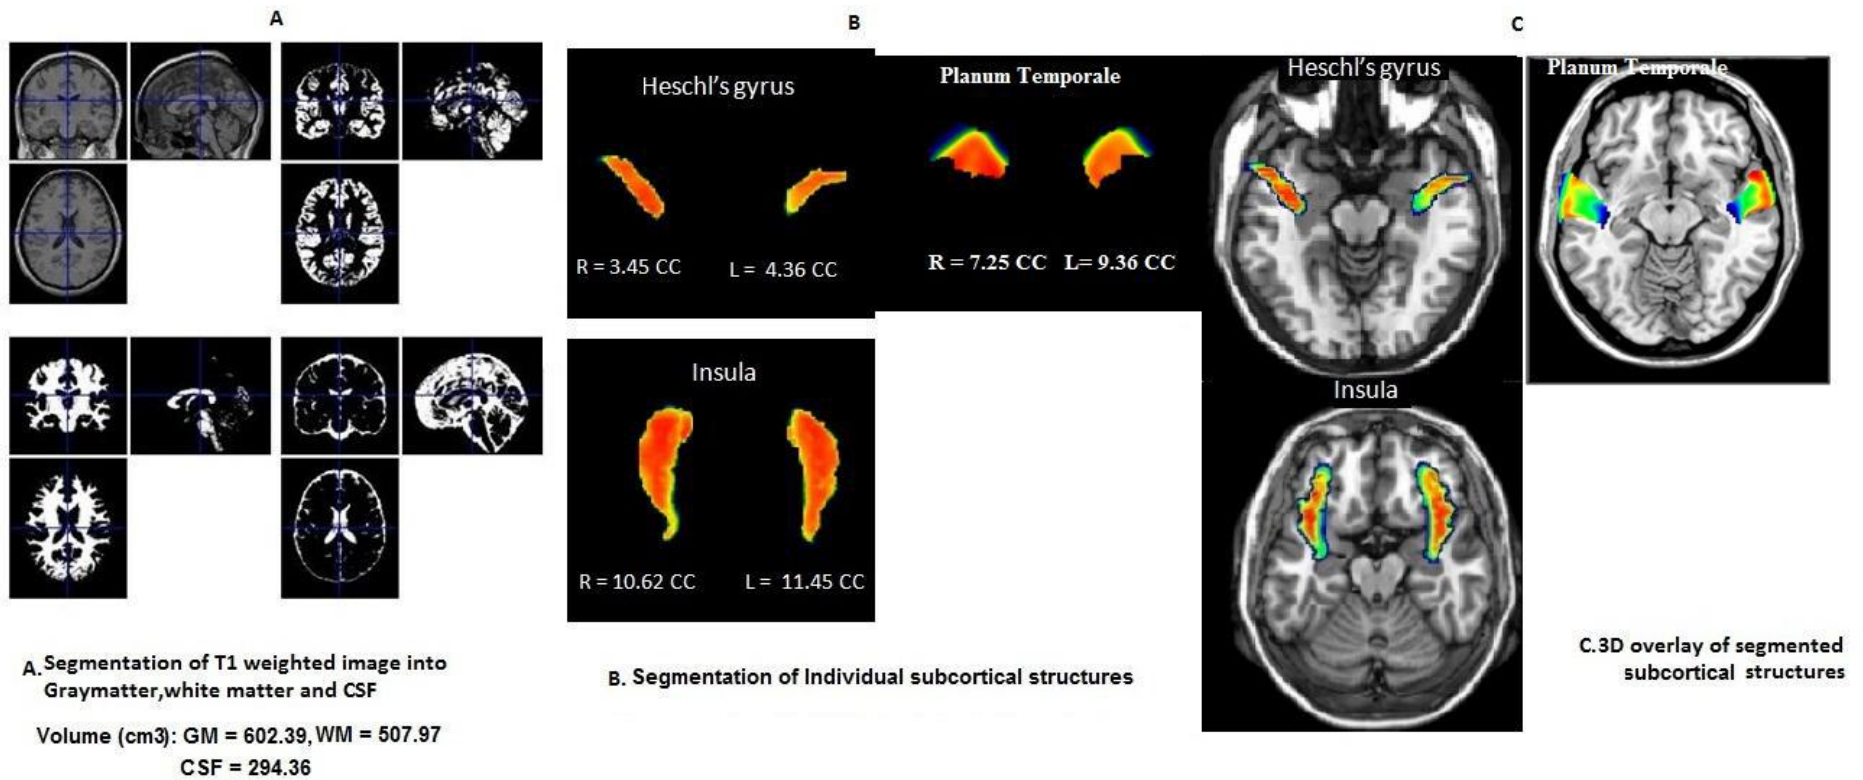 A
B
C
Heschl's gyrus
R = 3.45 CC L = 4.36 CC
Planum Temporale
R = 7.25 CC L= 9.36 CC
Insula
R = 10.62 CC L = 11.45 CC
Heschl's gyrus
Planum Temporale
Insula
A. Segmentation of T1 weighted image into
Graymatter,white matter and CSF
Volume (cm3): GM = 602.39, WM = 507.97
CSF = 294.36
B. Segmentation of Individual subcortical structures
C.3D overlay of segmented
subcortical structures